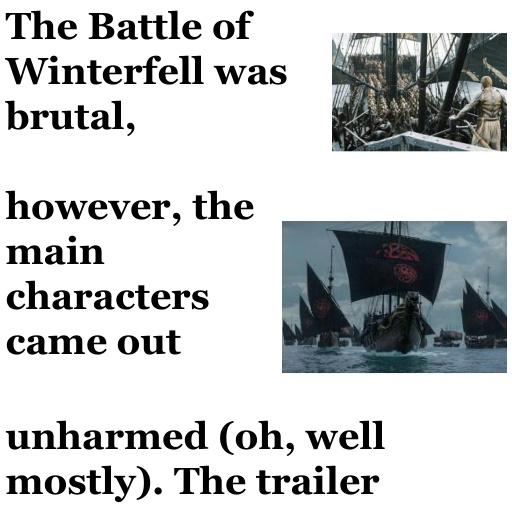 The Battle of
Winterfell was
brutal,
however, the
main
characters
came out
unharmed (oh, well
mostly). The trailer